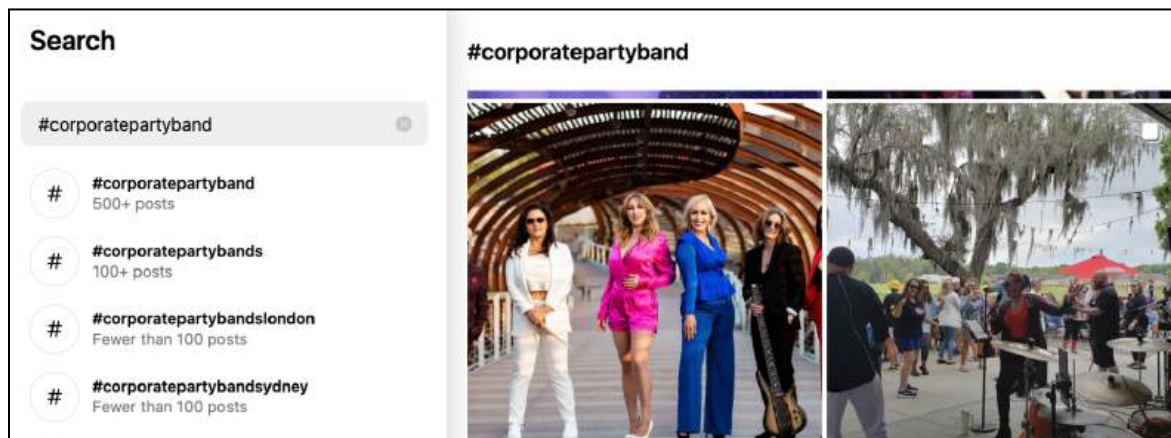 Search
#corporatepartyband
#corporatepartyband
#
#corporatepartyband
500+ posts
#
#corporatepartybands
100+ posts
#
#corporatepartybandslondon
Fewer than 100 posts
#
#corporatepartybandsydney
Fewer than 100 posts